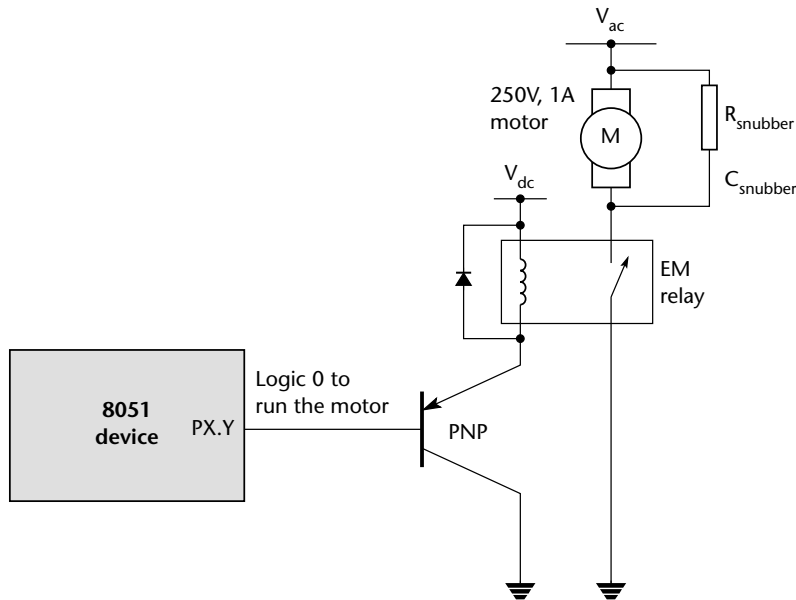 V_ac
250V, 1A
motor
M
R_snubber
C_snubber
V_dc
EM
relay
8051
device
PX.Y
Logic 0 to
run the motor
PNP